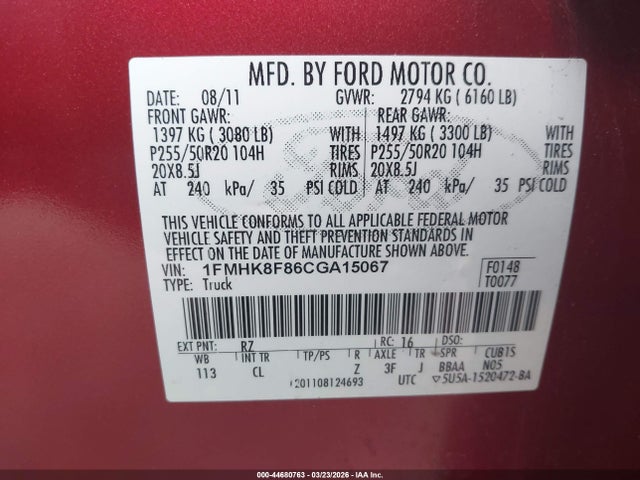 MFD. BY FORD MOTOR CO.
DATE: 08/11 GVWR: 2794 KG ( 6160 LB)
FRONT GAWR: REAR GAWR:
1397 KG ( 3080 LB) WITH 1497 KG ( 3300 LB) WITH
P255/50R20 104H TIRES P255/50R20 104H TIRES
20X8.5J RIMS 20X8.5J RIMS
AT 240 kPa/ 35 PSI COLD AT 240 kPa/ 35 PSI COLD
THIS VEHICLE CONFORMS TO ALL APPLICABLE FEDERAL MOTOR
VEHICLE SAFETY AND THEFT PREVENTION STANDARDS IN
EFFECT ON THE DATE OF MANUFACTURE SHOWN ABOVE.
VIN: 1FMHK8F86CGA15067 F0148
TYPE: Truck T0077
EXT PNT: RZ RC: 16 DSO:
WB INT TR TP/PS R AXLE TR SPR CUB1S
113 CL Z 3F J BBAA N05
201108124693 UTC ▽5U5A-1520472-BA
000-44680763 - 03/23/2026 - IAA Inc.